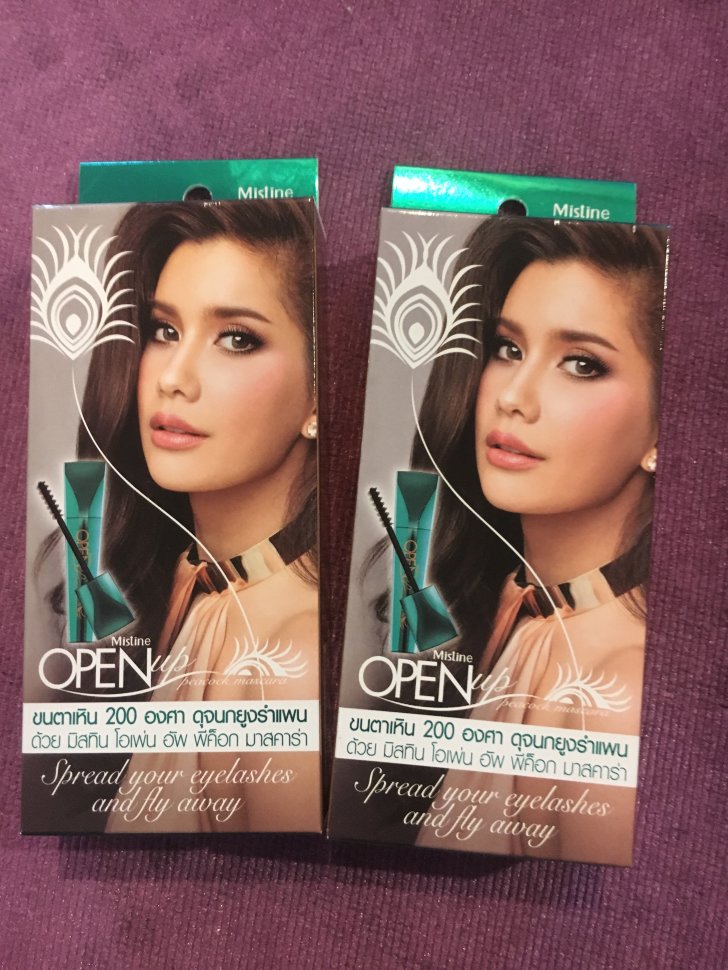 Mistine
OPEN
Mistine
OPENup
peacock mascara
ขนตาเหิน 200 องศา ดุจนกยูงรำแพน
ด้วย มิสทิน โอเพ่น อัพ พีค็อก มาสคาร่า
Spread your eyelashes
and fly away
Mistine
OPEN
Mistine
OPENup
peacock mascara
ขนตาเหิน 200 องศา ดุจนกยูงรำแพน
ด้วย มิสทิน โอเพ่น อัพ พีค็อก มาสคาร่า
Spread your eyelashes
and fly away